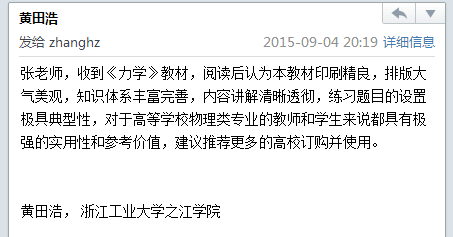 黄田浩
发给 zhanghz 2015-09-04 20:19 详细信息
张老师，收到《力学》教材，阅读后认为本教材印刷精良，排版大
气美观，知识体系丰富完善，内容讲解清晰透彻，练习题目的设置
极具典型性，对于高等学校物理类专业的教师和学生来说都具有极
强的实用性和参考价值，建议推荐更多的高校订购并使用。
黄田浩， 浙江工业大学之江学院